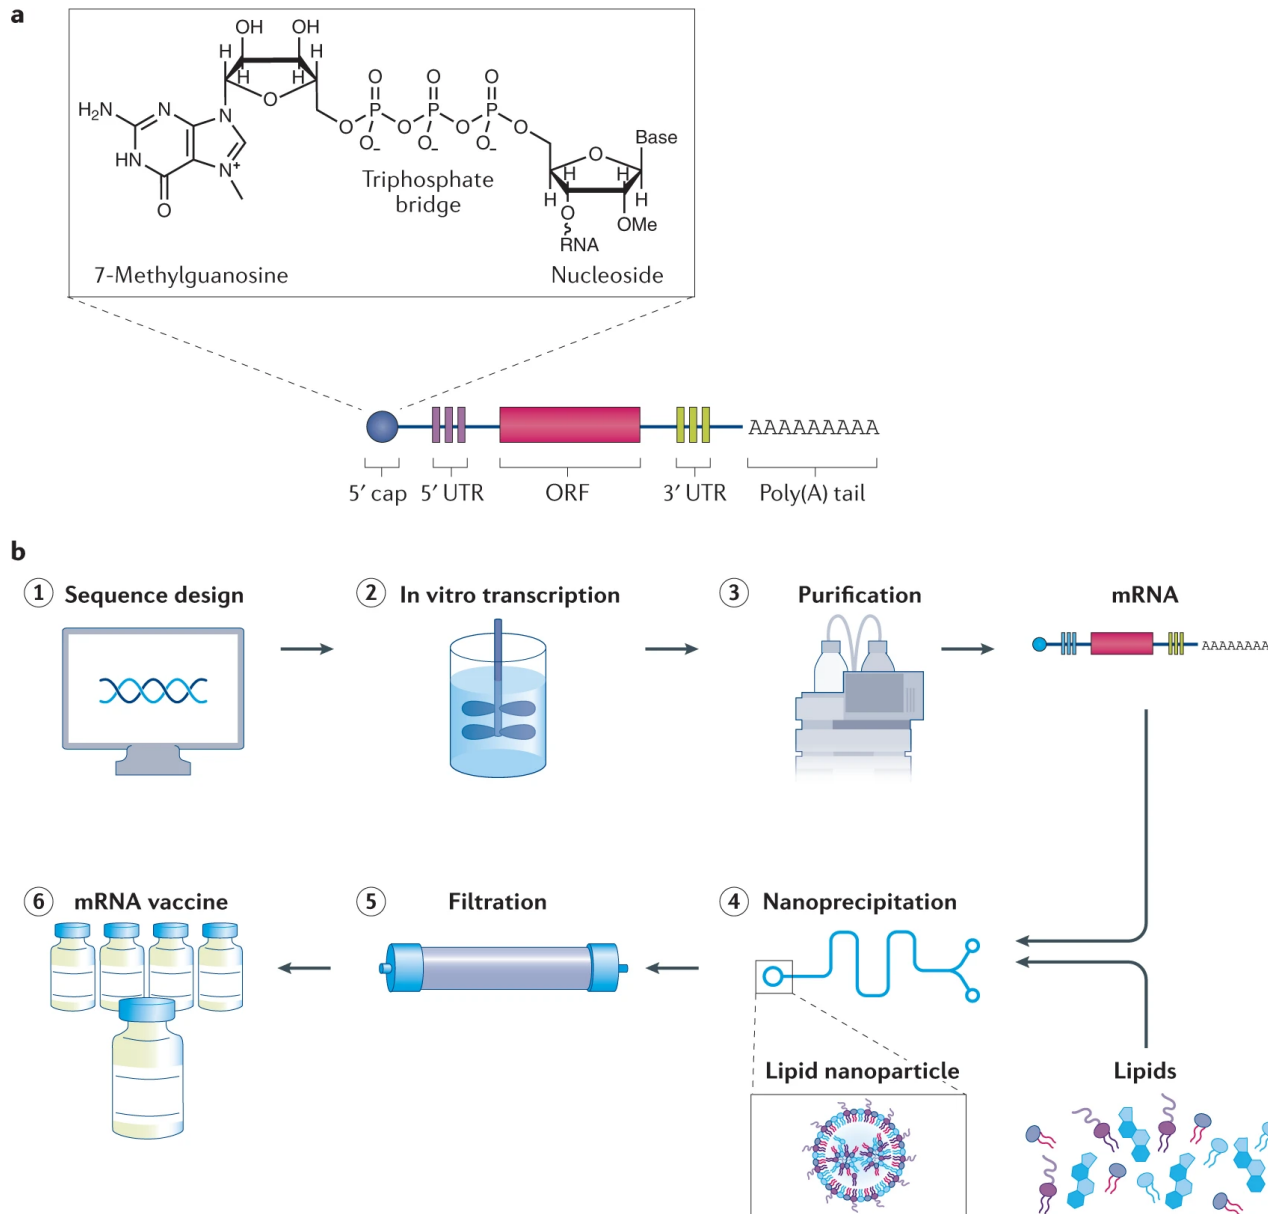 a
OH OH
H H
H H
O
H₂N N N
HN N⁺
O
O O O
O P O P O P O
O⁻ O⁻ O⁻
Triphosphate
bridge
Base
O
H H
H H
O OMe
RNA
7-Methylguanosine
Nucleoside
AAAAAAAAA
5′ cap 5′ UTR ORF 3′ UTR Poly(A) tail
b
1 Sequence design
2 In vitro transcription
3 Purification
mRNA
AAAAAAAA
6 mRNA vaccine
5 Filtration
4 Nanoprecipitation
Lipid nanoparticle
Lipids